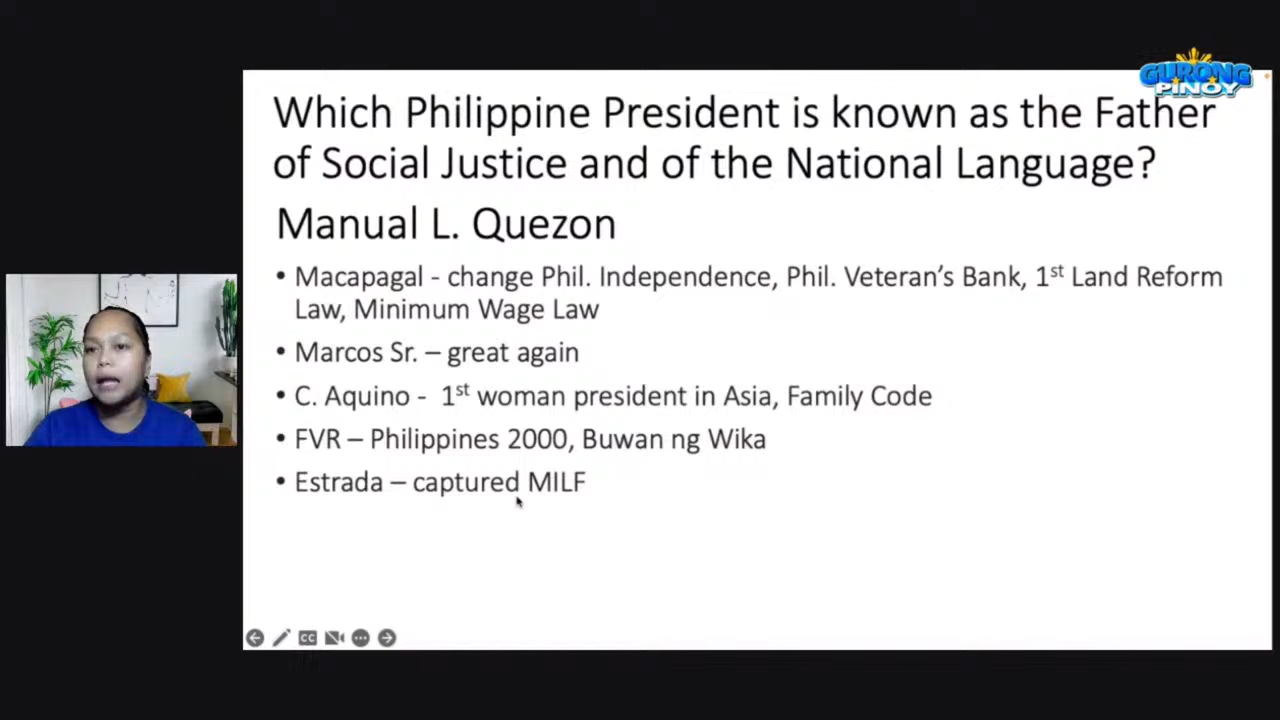 GURONG
PINOY
Which Philippine President is known as the Father
of Social Justice and of the National Language?
Manual L. Quezon
• Macapagal - change Phil. Independence, Phil. Veteran's Bank, 1st Land Reform
Law, Minimum Wage Law
• Marcos Sr. – great again
• C. Aquino - 1st woman president in Asia, Family Code
• FVR – Philippines 2000, Buwan ng Wika
• Estrada – captured MILF
CC